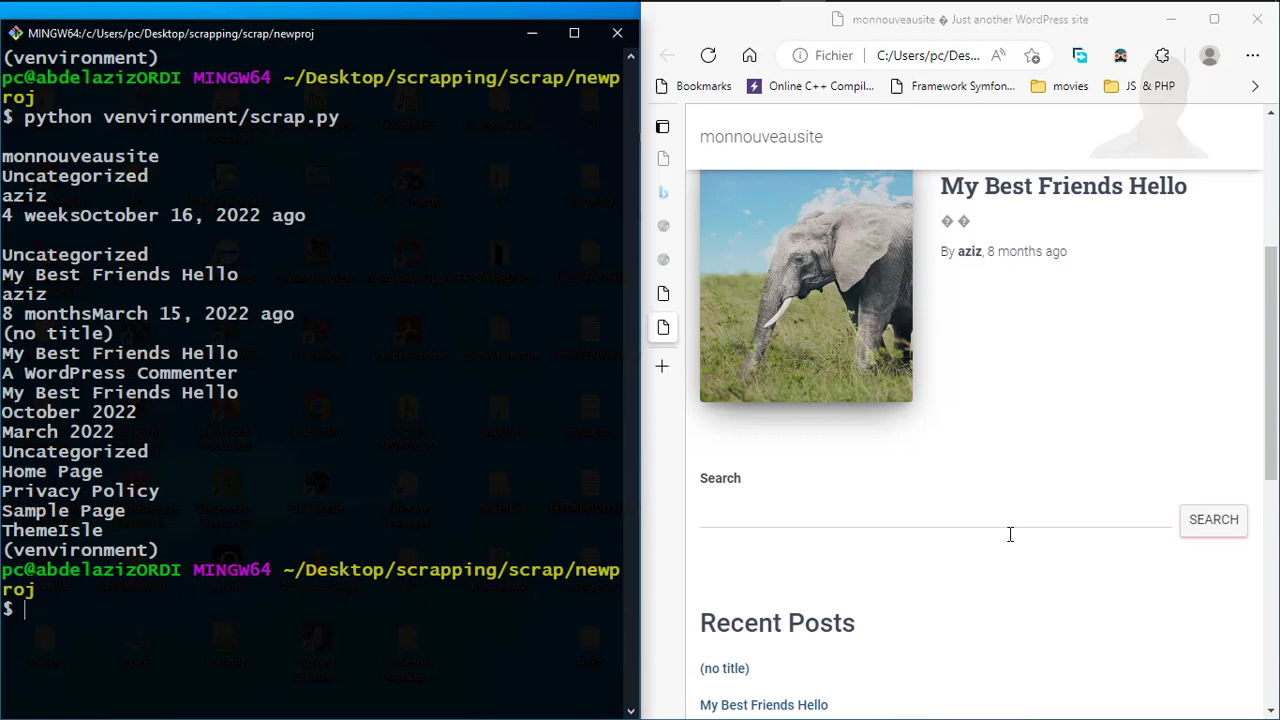 MINGW64:/c/Users/pc/Desktop/scrapping/scrap/newproj
(venvironment)
pc@abdelazizORDI MINGW64 ~/Desktop/scrapping/scrap/newp
roj
$ python venvironment/scrap.py
monnouveausite
Uncategorized
aziz
4 weeksOctober 16, 2022 ago
Uncategorized
My Best Friends Hello
aziz
8 monthsMarch 15, 2022 ago
(no title)
My Best Friends Hello
A WordPress Commenter
My Best Friends Hello
October 2022
March 2022
Uncategorized
Home Page
Privacy Policy
Sample Page
ThemeIsle
(venvironment)
pc@abdelazizORDI MINGW64 ~/Desktop/scrapping/scrap/newp
roj
$
monnouveausite � Just another WordPress site
Fichier C:/Users/pc/Des...
Bookmarks Online C++ Compil... Framework Symfon... movies JS & PHP
monnouveausite
My Best Friends Hello
� �
By aziz, 8 months ago
Search
SEARCH
Recent Posts
(no title)
My Best Friends Hello